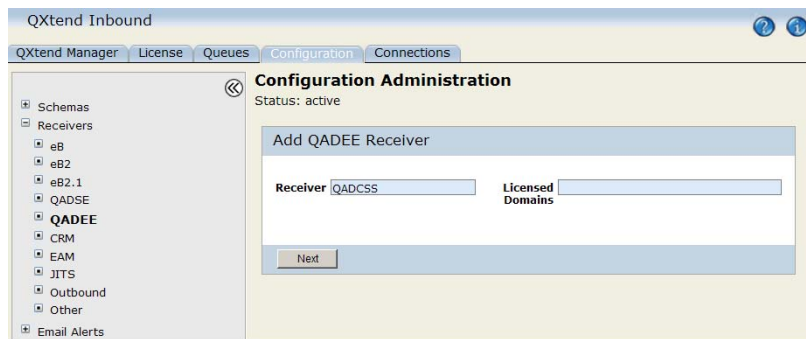 QXtend Inbound
QXtend Manager License Queues Configuration Connections
Configuration Administration
Status: active
Schemas
Receivers
eB
eB2
eB2.1
QADSE
QADEE
CRM
EAM
JITS
Outbound
Other
Email Alerts
Add QADEE Receiver
Receiver QADCSS
Licensed
Domains
Next